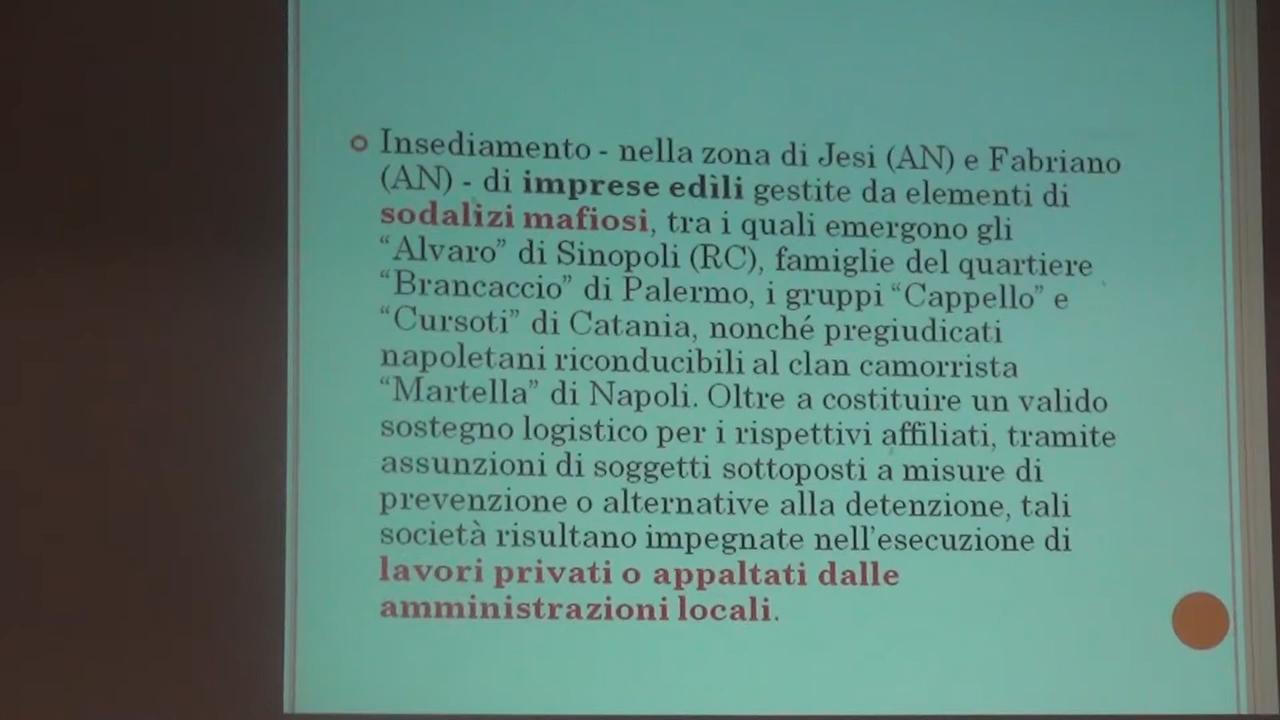 Insediamento - nella zona di Jesi (AN) e Fabriano
(AN) - di imprese edìli gestite da elementi di
sodalizi mafiosi, tra i quali emergono gli
“Alvaro” di Sinopoli (RC), famiglie del quartiere
“Brancaccio” di Palermo, i gruppi “Cappello” e
“Cursoti” di Catania, nonché pregiudicati
napoletani riconducibili al clan camorrista
“Martella” di Napoli. Oltre a costituire un valido
sostegno logistico per i rispettivi affiliati, tramite
assunzioni di soggetti sottoposti a misure di
prevenzione o alternative alla detenzione, tali
società risultano impegnate nell’esecuzione di
lavori privati o appaltati dalle
amministrazioni locali.